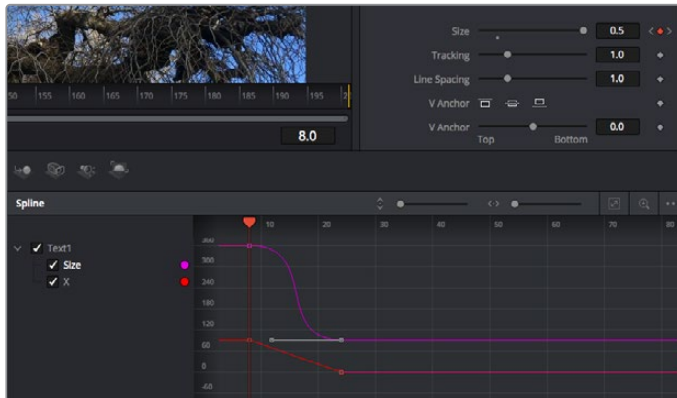 Size 0.5
Tracking 1.0
Line Spacing 1.0
V Anchor
V Anchor 0.0
Top Bottom
50 155 160 165 170 175 180 185 190 195
8.0
Spline
10 20 30 40 50 60 70 80
Text1
Size
X
360
300
240
180
120
60
0
-60